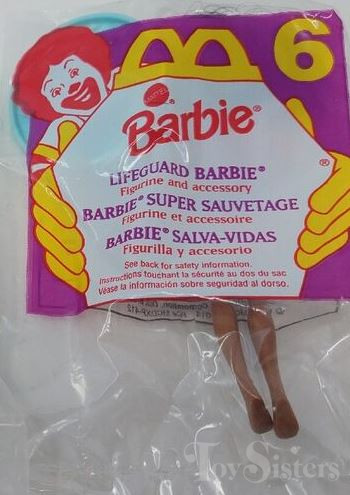 6
MATTEL
Barbie®
LIFEGUARD BARBIE®
Figurine and accessory
BARBIE® SUPER SAUVETAGE
Figurine et accessoire
BARBIE® SALVA-VIDAS
Figurilla y accesorio
See back for safety information.
Instructions touchant la sécurité au dos du sac
Véase la información sobre seguridad al dorso.
®
ToySisters